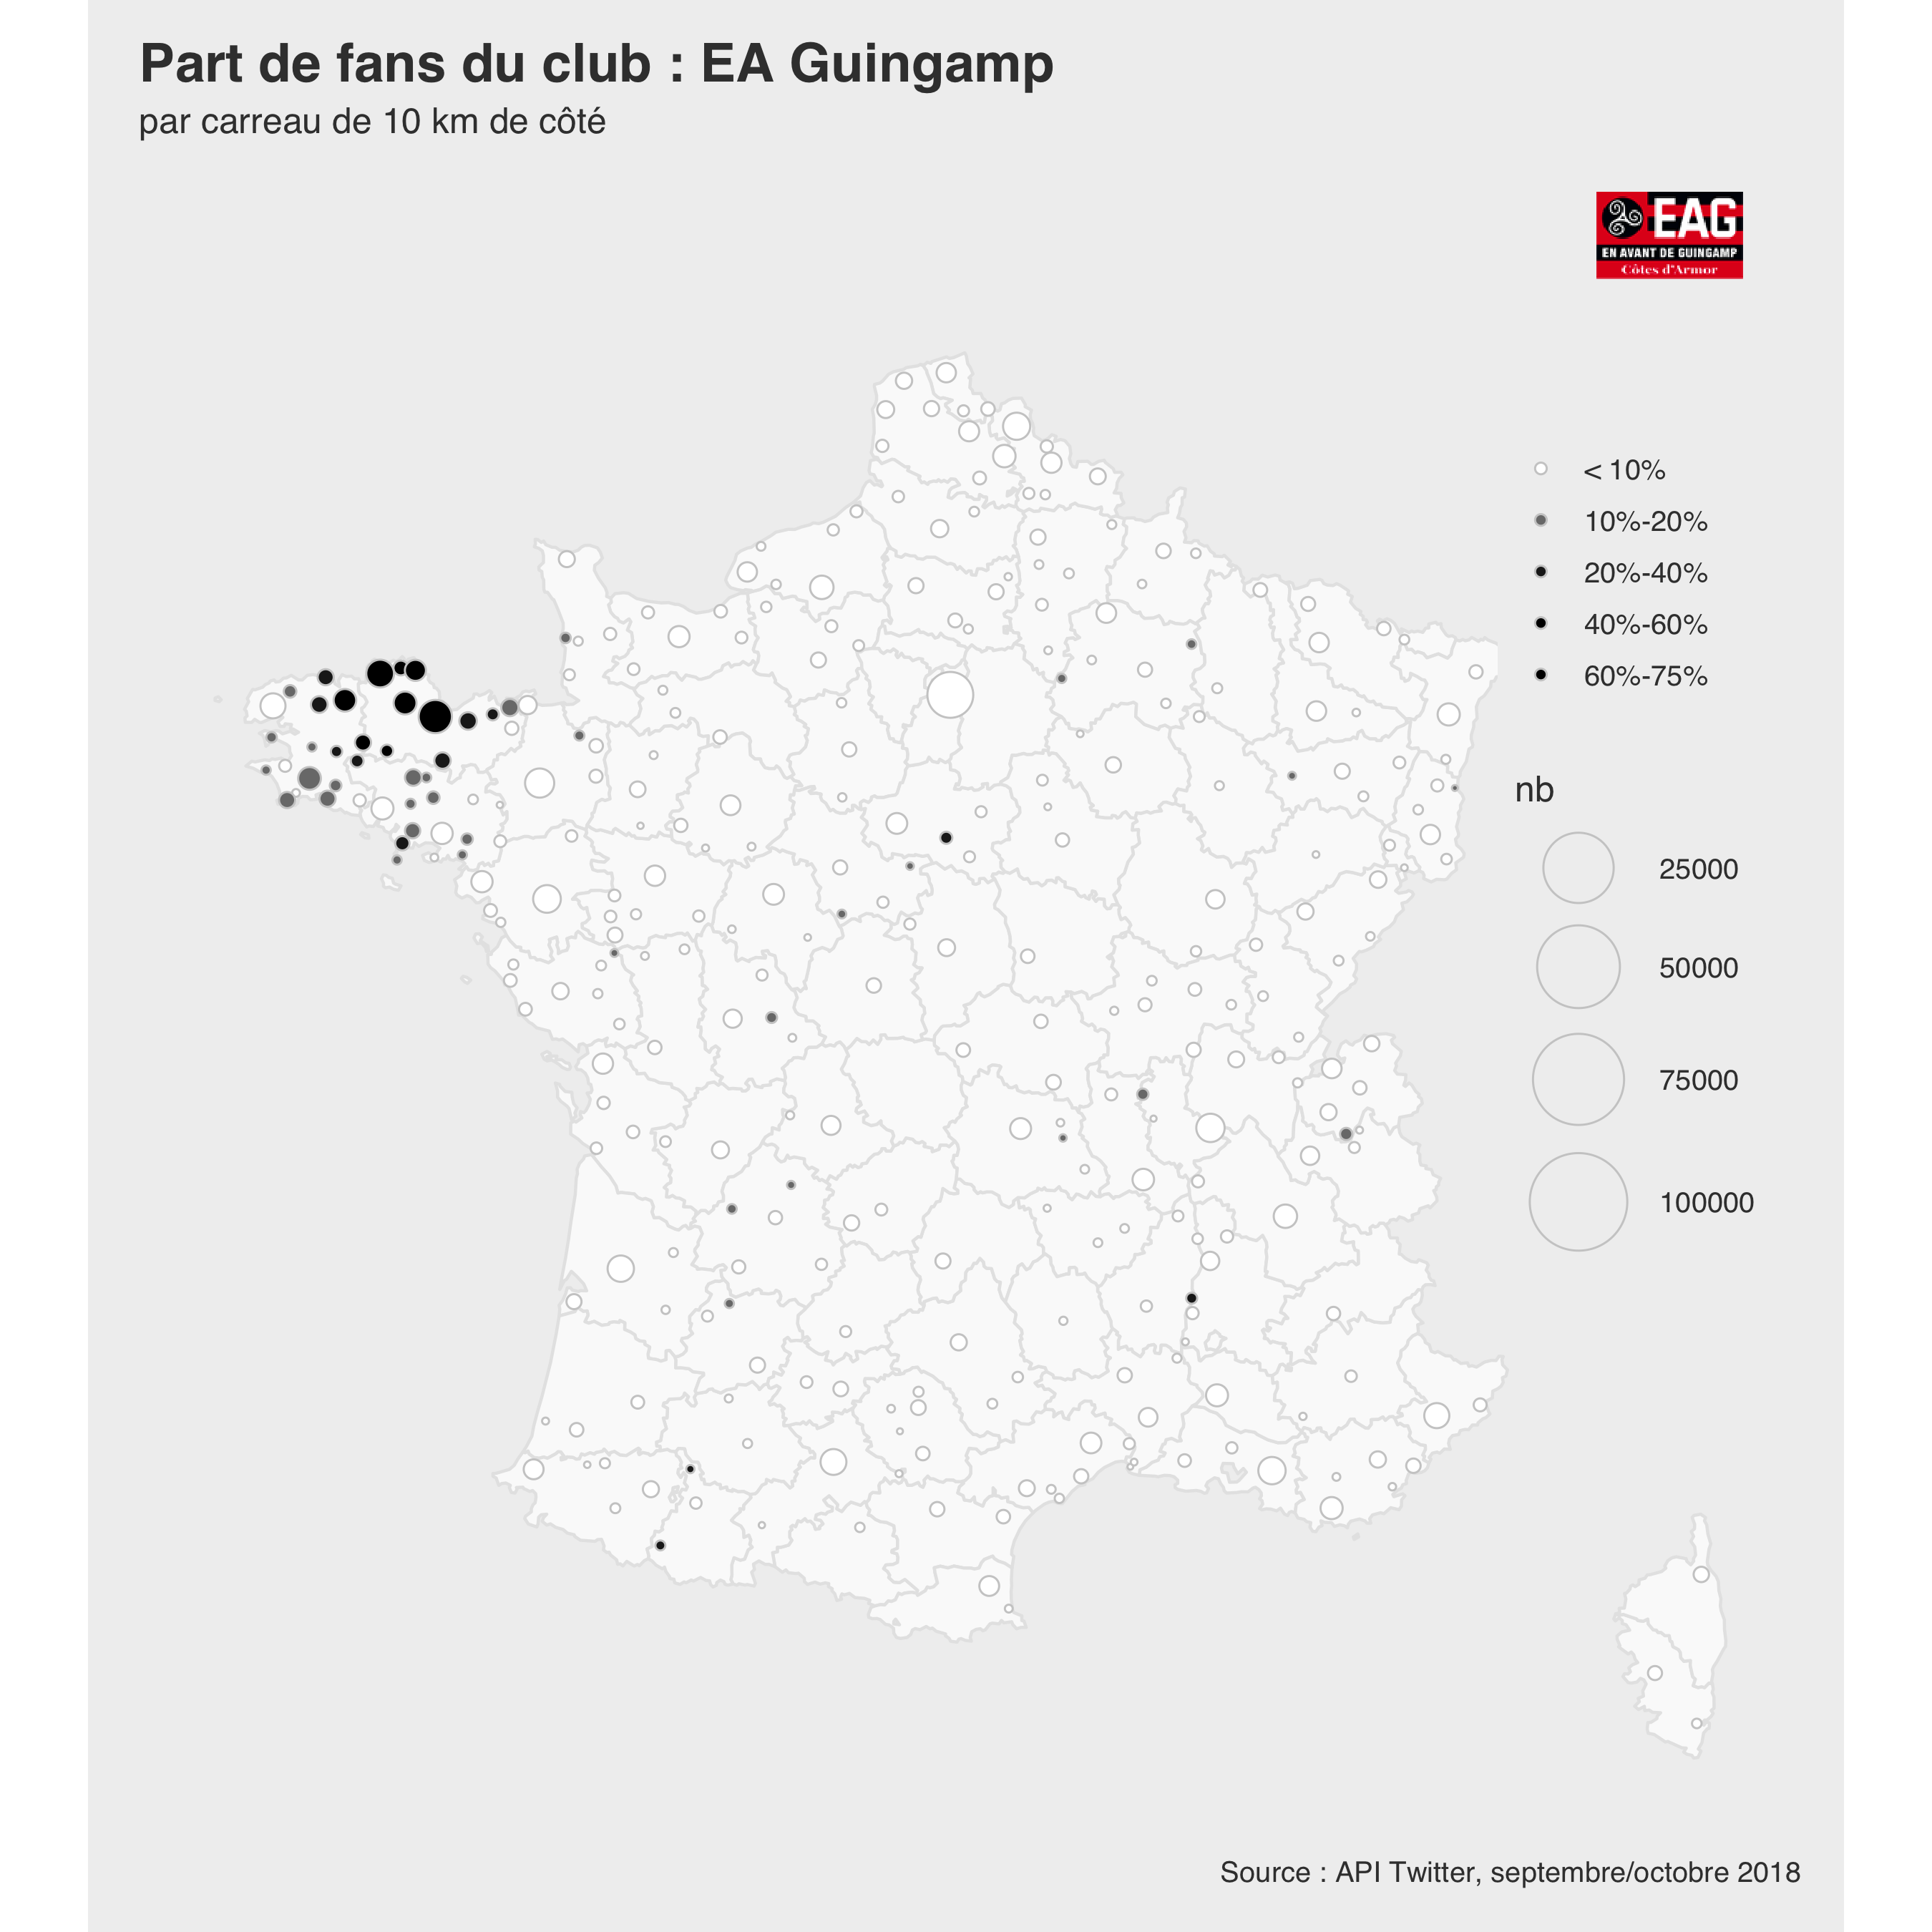 Part de fans du club : EA Guingamp
par carreau de 10 km de côté
EAG
EN AVANT DE GUINGAMP
Côtes d'Armor
< 10%
10%-20%
20%-40%
40%-60%
60%-75%
nb
25000
50000
75000
100000
Source : API Twitter, septembre/octobre 2018